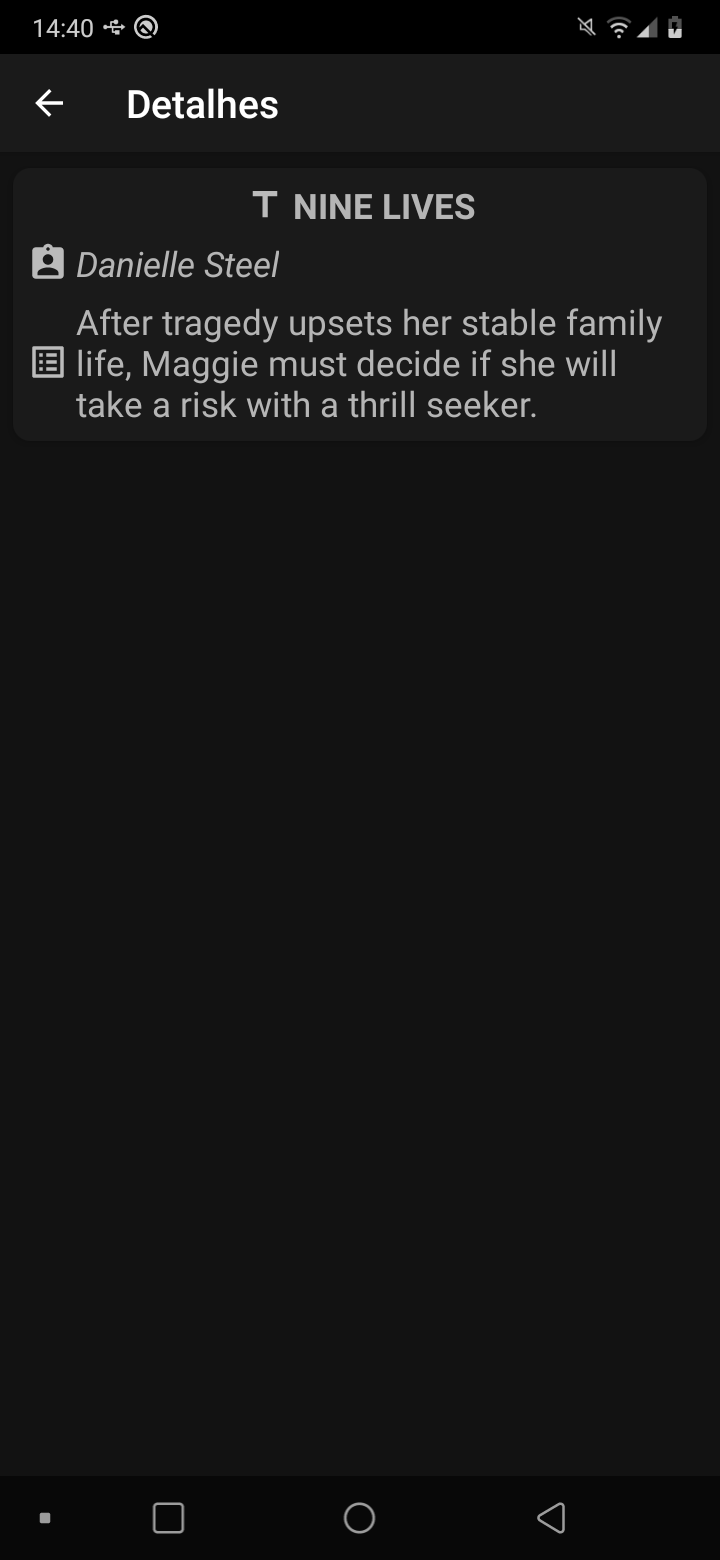 14:40
Detalhes
NINE LIVES
Danielle Steel
After tragedy upsets her stable family
life, Maggie must decide if she will
take a risk with a thrill seeker.